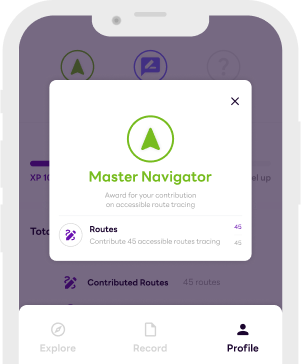 ?
XP 10
el up
Master Navigator
Award for your contribution
on accessible route tracing
Routes
45
Contribute 45 accessible routes tracing
45
Tota
Contributed Routes 45 routes
Explore Record Profile